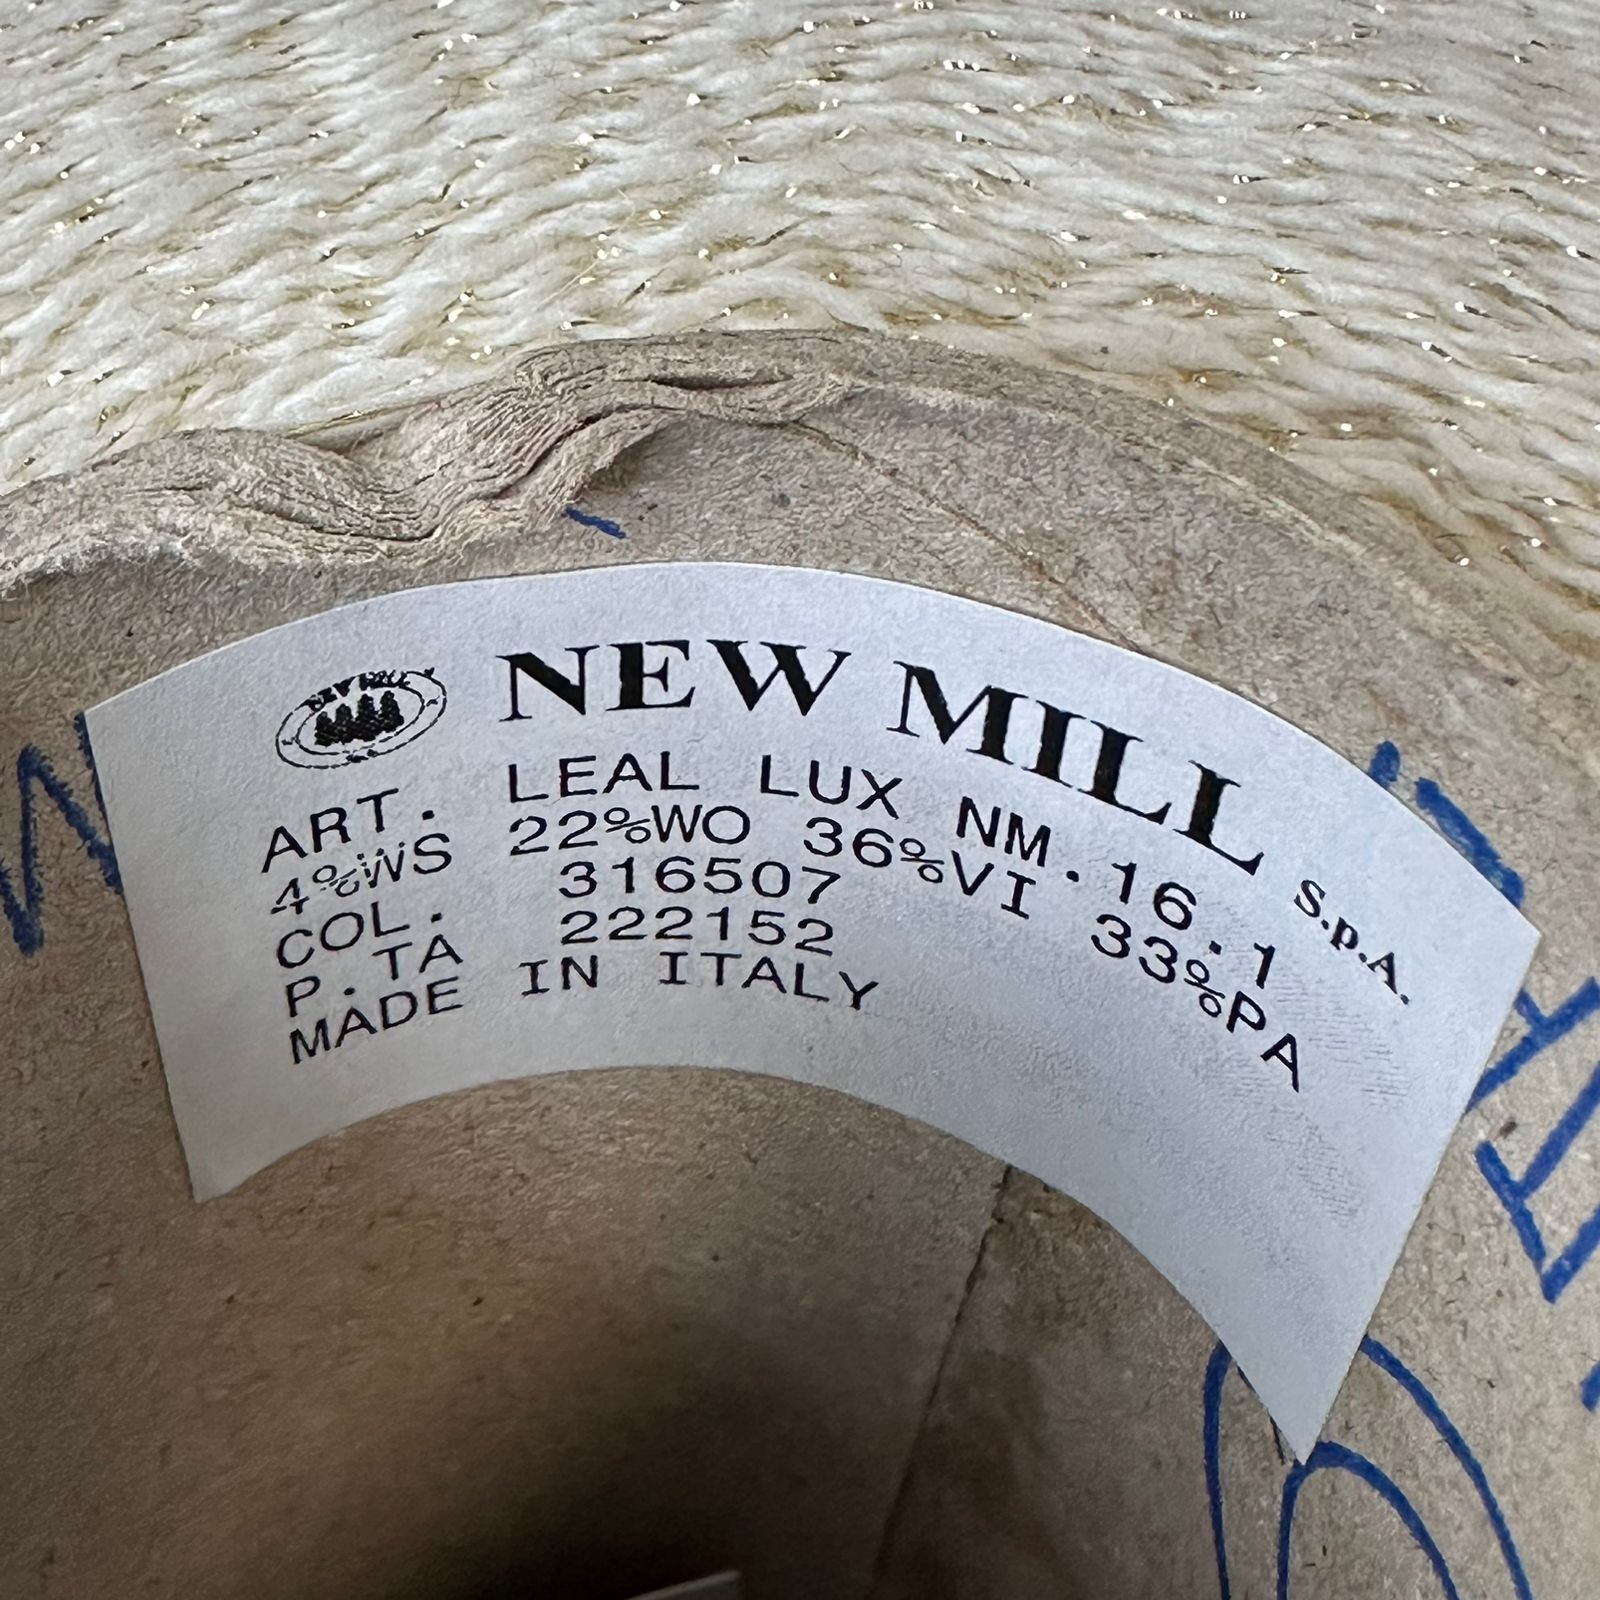 NEW MILL S.p.A.
ART. LEAL LUX NM.16.1
4%WS 22%WO 36%VI 33%PA
COL. 316507
P.TA 222152
MADE IN ITALY